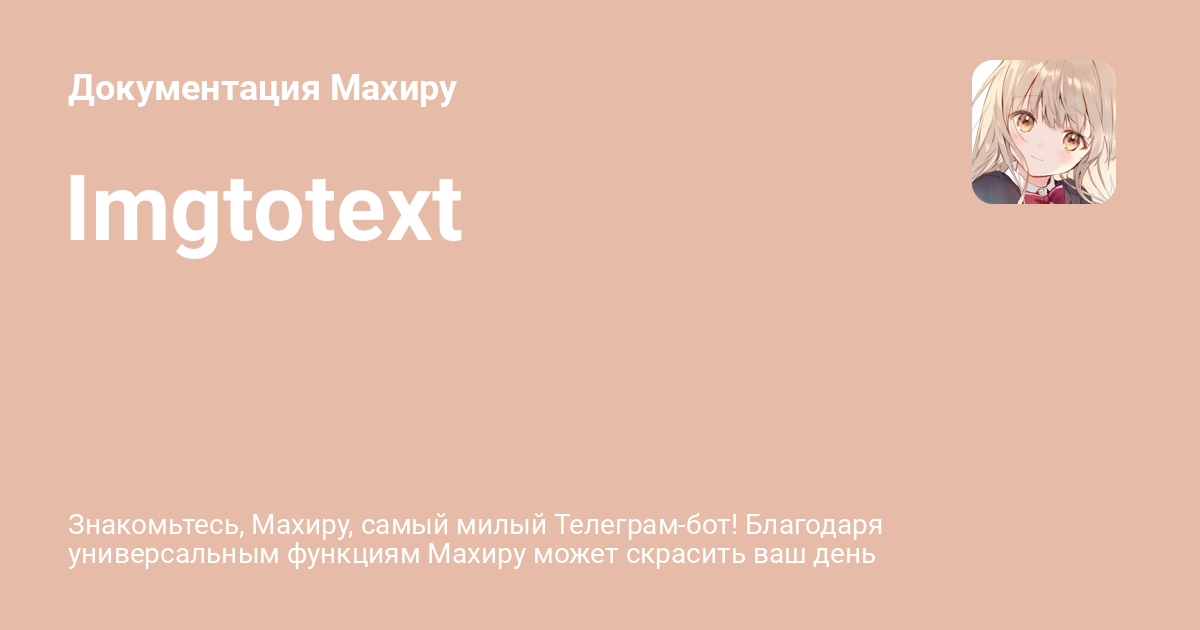 Документация Махиру
Imgtotext
Знакомьтесь, Махиру, самый милый Телеграм-бот! Благодаря
универсальным функциям Махиру может скрасить ваш день